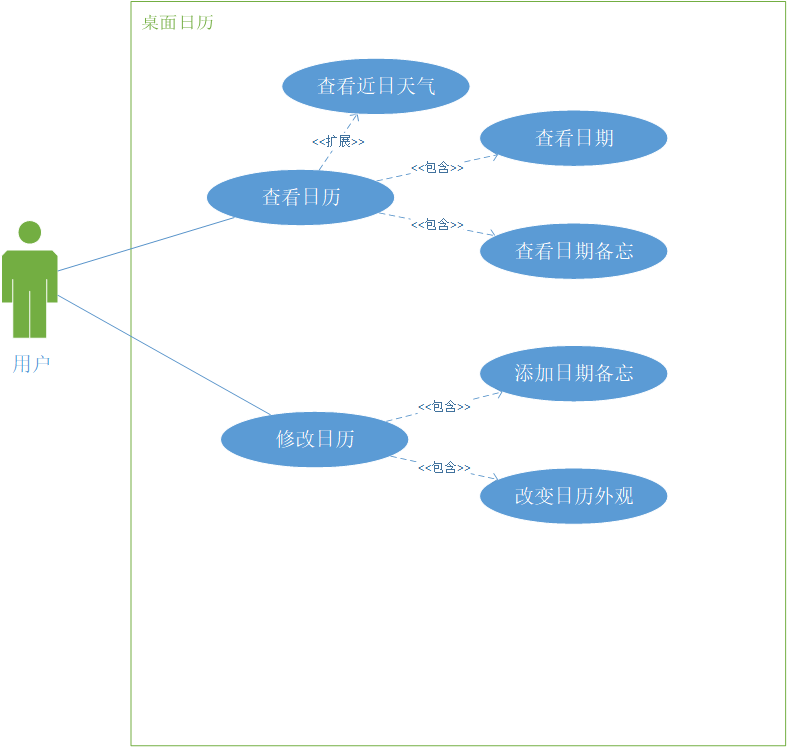 桌面日历
查看近日天气
<<扩展>>
查看日期
<<包含>>
查看日历
<<包含>>
查看日期备忘
用户
添加日期备忘
<<包含>>
修改日历
<<包含>>
改变日历外观